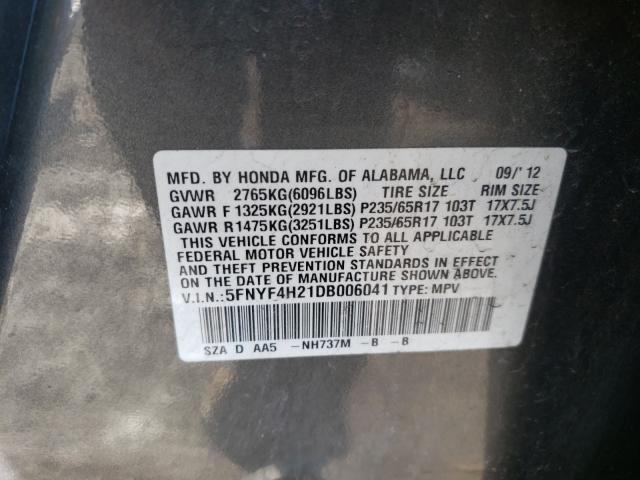 MFD. BY HONDA MFG. OF ALABAMA, LLC 09/'12
GVWR 2765KG(6096LBS) TIRE SIZE RIM SIZE
GAWR F 1325KG(2921LBS) P235/65R17 103T 17X7.5J
GAWR R1475KG(3251LBS) P235/65R17 103T 17X7.5J
THIS VEHICLE CONFORMS TO ALL APPLICABLE
FEDERAL MOTOR VEHICLE SAFETY
AND THEFT PREVENTION STANDARDS IN EFFECT
ON THE DATE OF MANUFACTURE SHOWN ABOVE.
V.I.N.:5FNYF4H21DB006041 TYPE: MPV
SZA D AA5 -NH737M -B -B